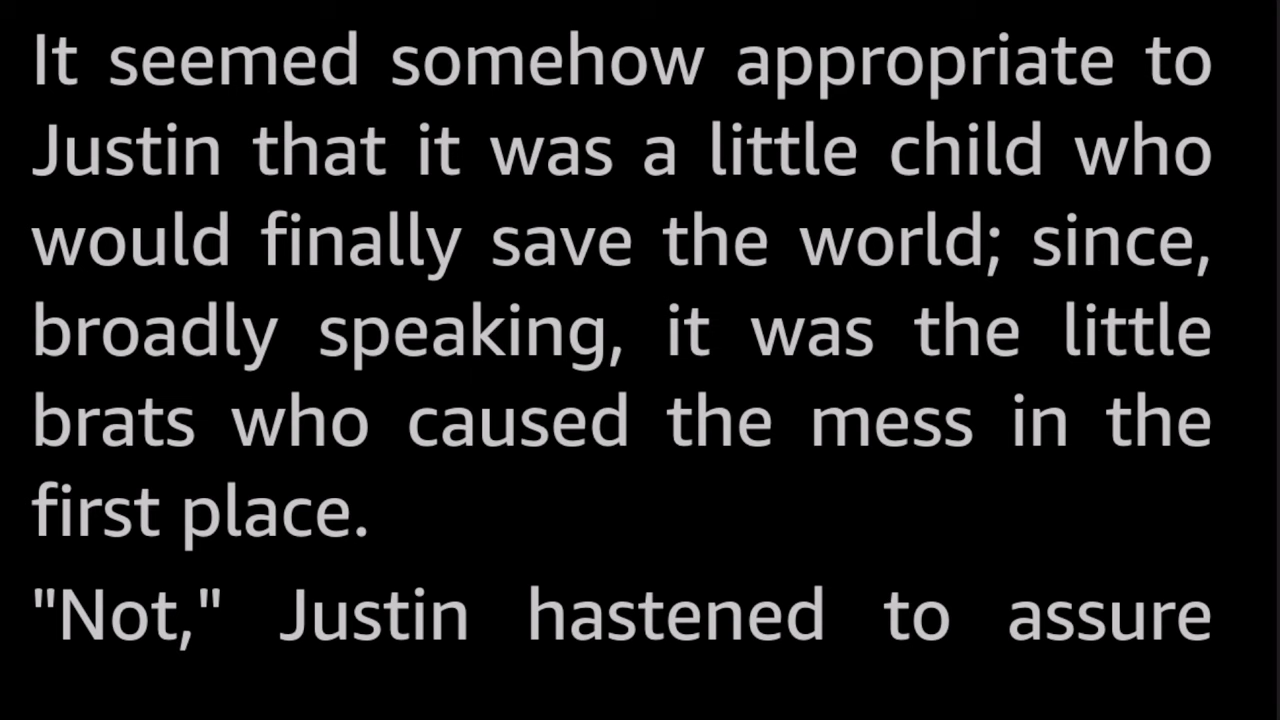 It seemed somehow appropriate to
Justin that it was a little child who
would finally save the world; since,
broadly speaking, it was the little
brats who caused the mess in the
first place.
"Not," Justin hastened to assure